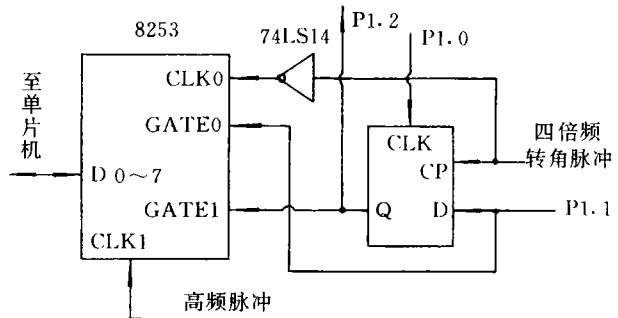 8253
74LS14
P1.2
P1.0
至单片机
CLK0
GATE0
D 0～7
GATE1
CLK1
CLK
CP
Q
D
四倍频
转角脉冲
P1.1
高频脉冲